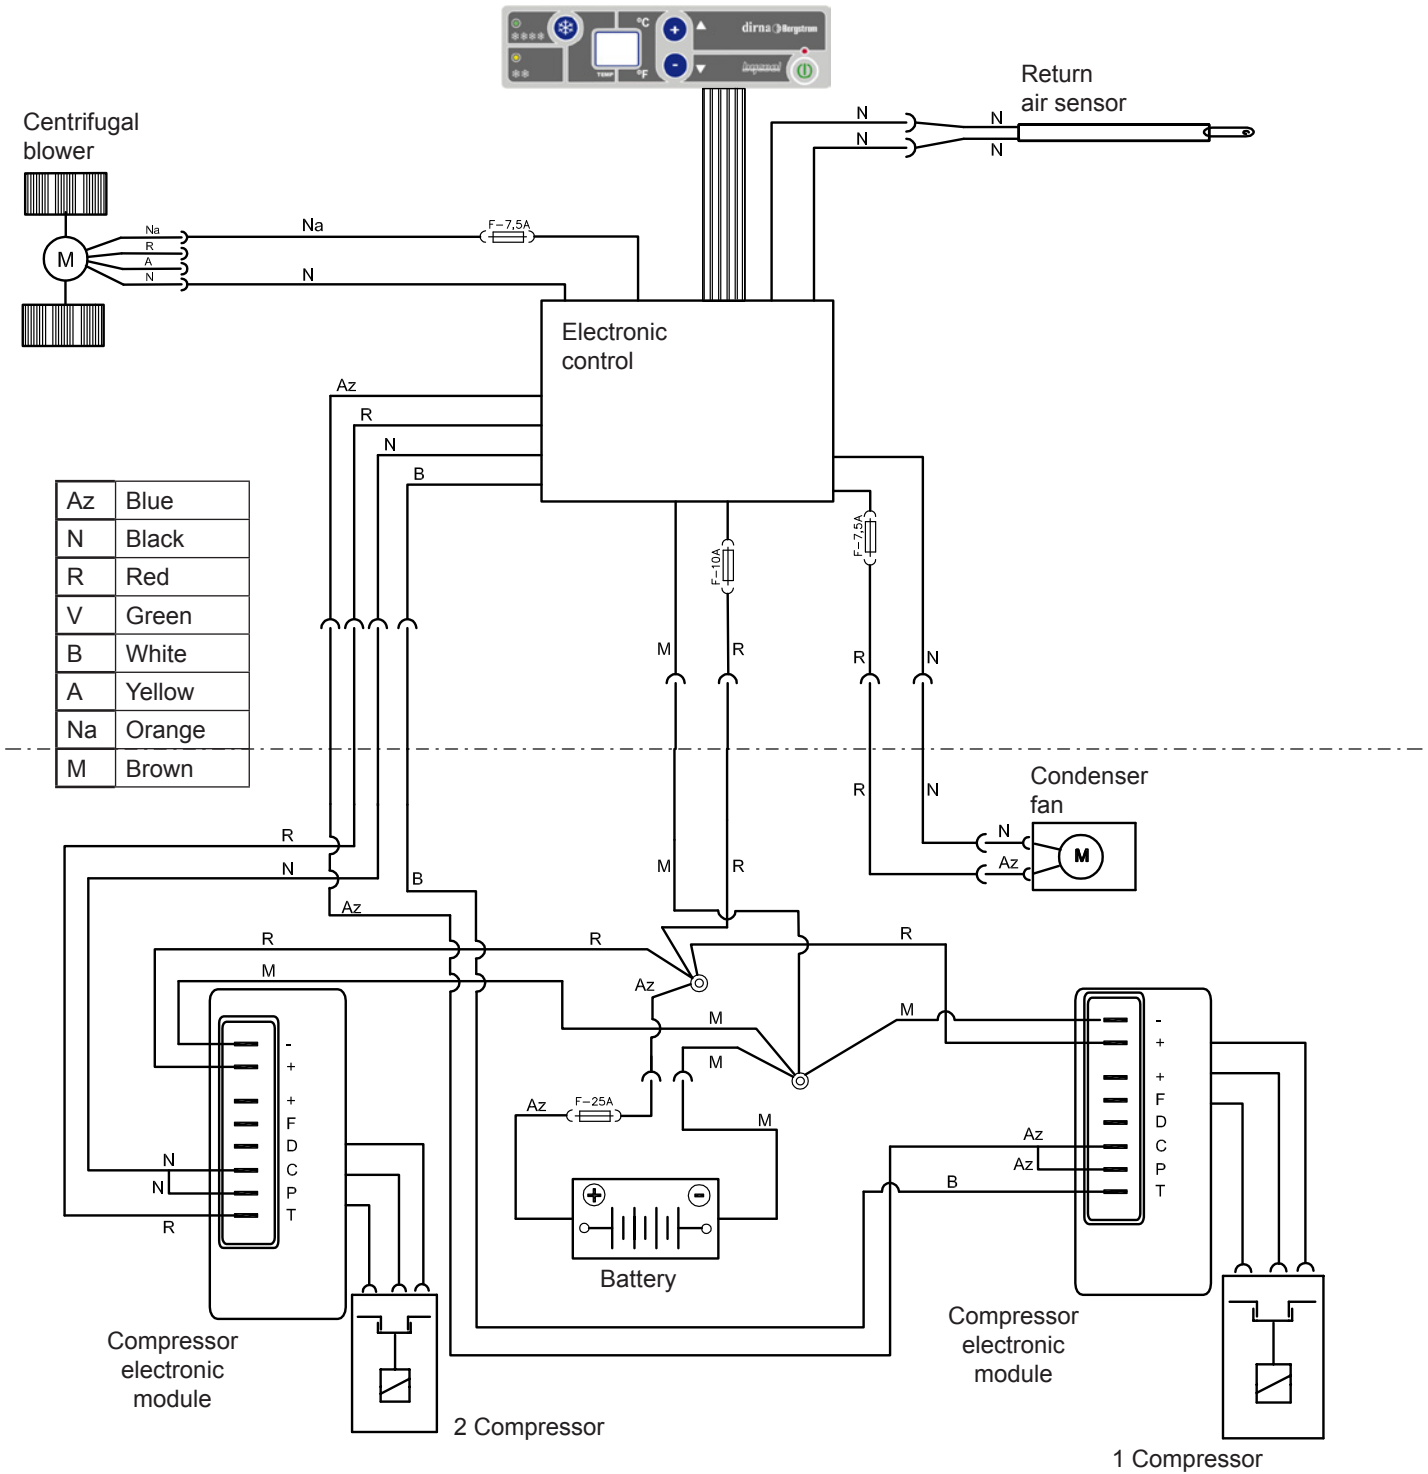 °C
dirna Bergstrom
TEMP
°F
Return
air sensor
N
N
N
N
Centrifugal
blower
M
Na
R
A
N
Na
N
F-7,5A
Electronic
control
Az
R
N
B
Az Blue
N Black
R Red
V Green
B White
A Yellow
Na Orange
M Brown
F-10A
F-7,5A
M
R
R
N
R
N
Condenser
fan
N
Az
M
R
N
B
Az
M
R
R
R
R
M
Az
M
M
M
-
+
+
F
D
C
P
T
N
N
R
-
+
+
F
D
C
P
T
Az
Az
B
Az
F-25A
M
+
-
Battery
Compressor
electronic
module
2 Compressor
Compressor
electronic
module
1 Compressor